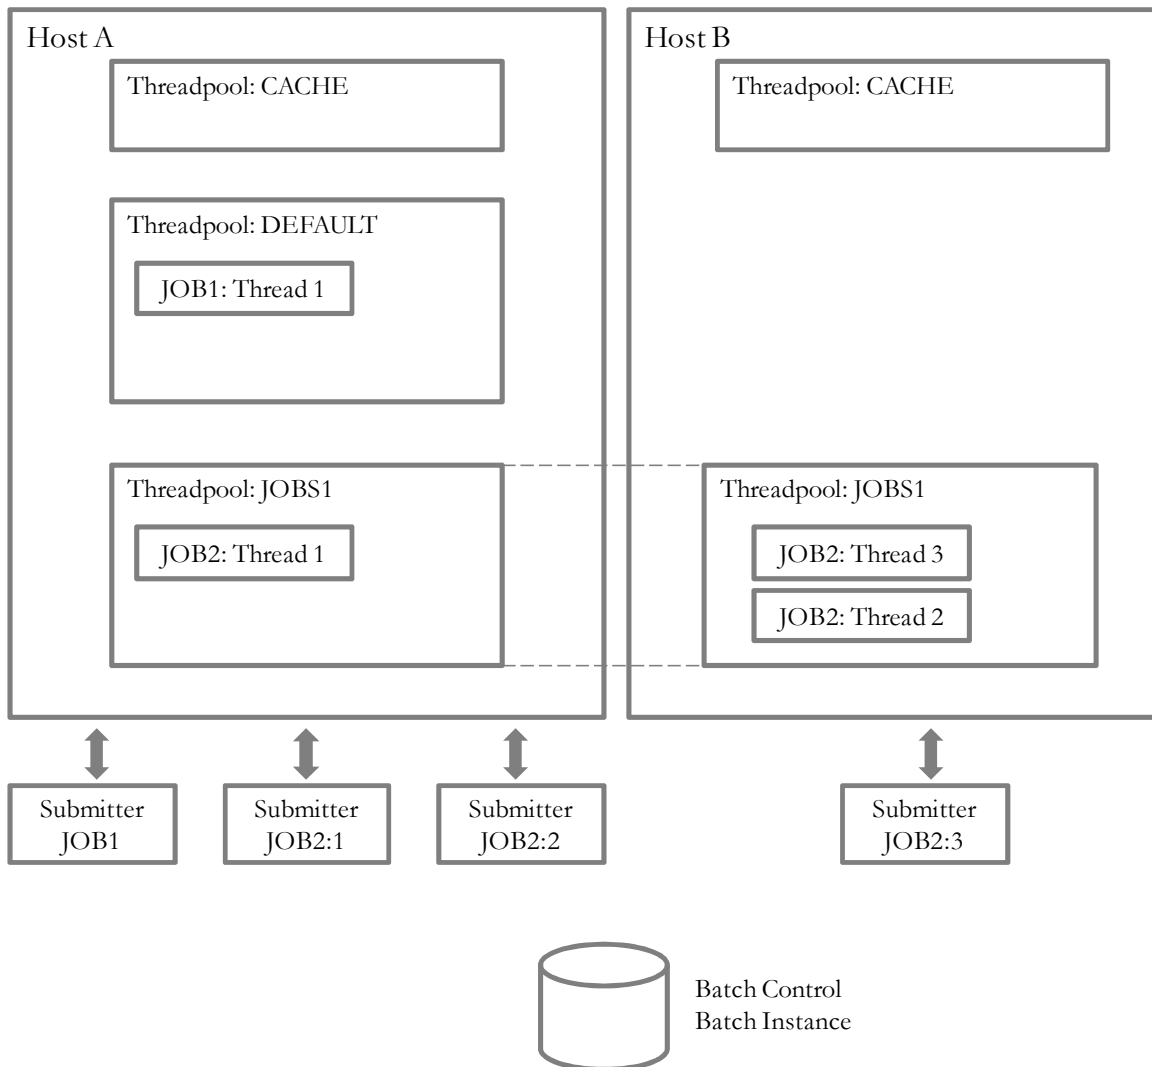 Host A
Threadpool: CACHE
Threadpool: DEFAULT
JOB1: Thread 1
Threadpool: JOBS1
JOB2: Thread 1
Host B
Threadpool: CACHE
Threadpool: JOBS1
JOB2: Thread 3
JOB2: Thread 2
Submitter
JOB1
Submitter
JOB2:1
Submitter
JOB2:2
Submitter
JOB2:3
Batch Control
Batch Instance